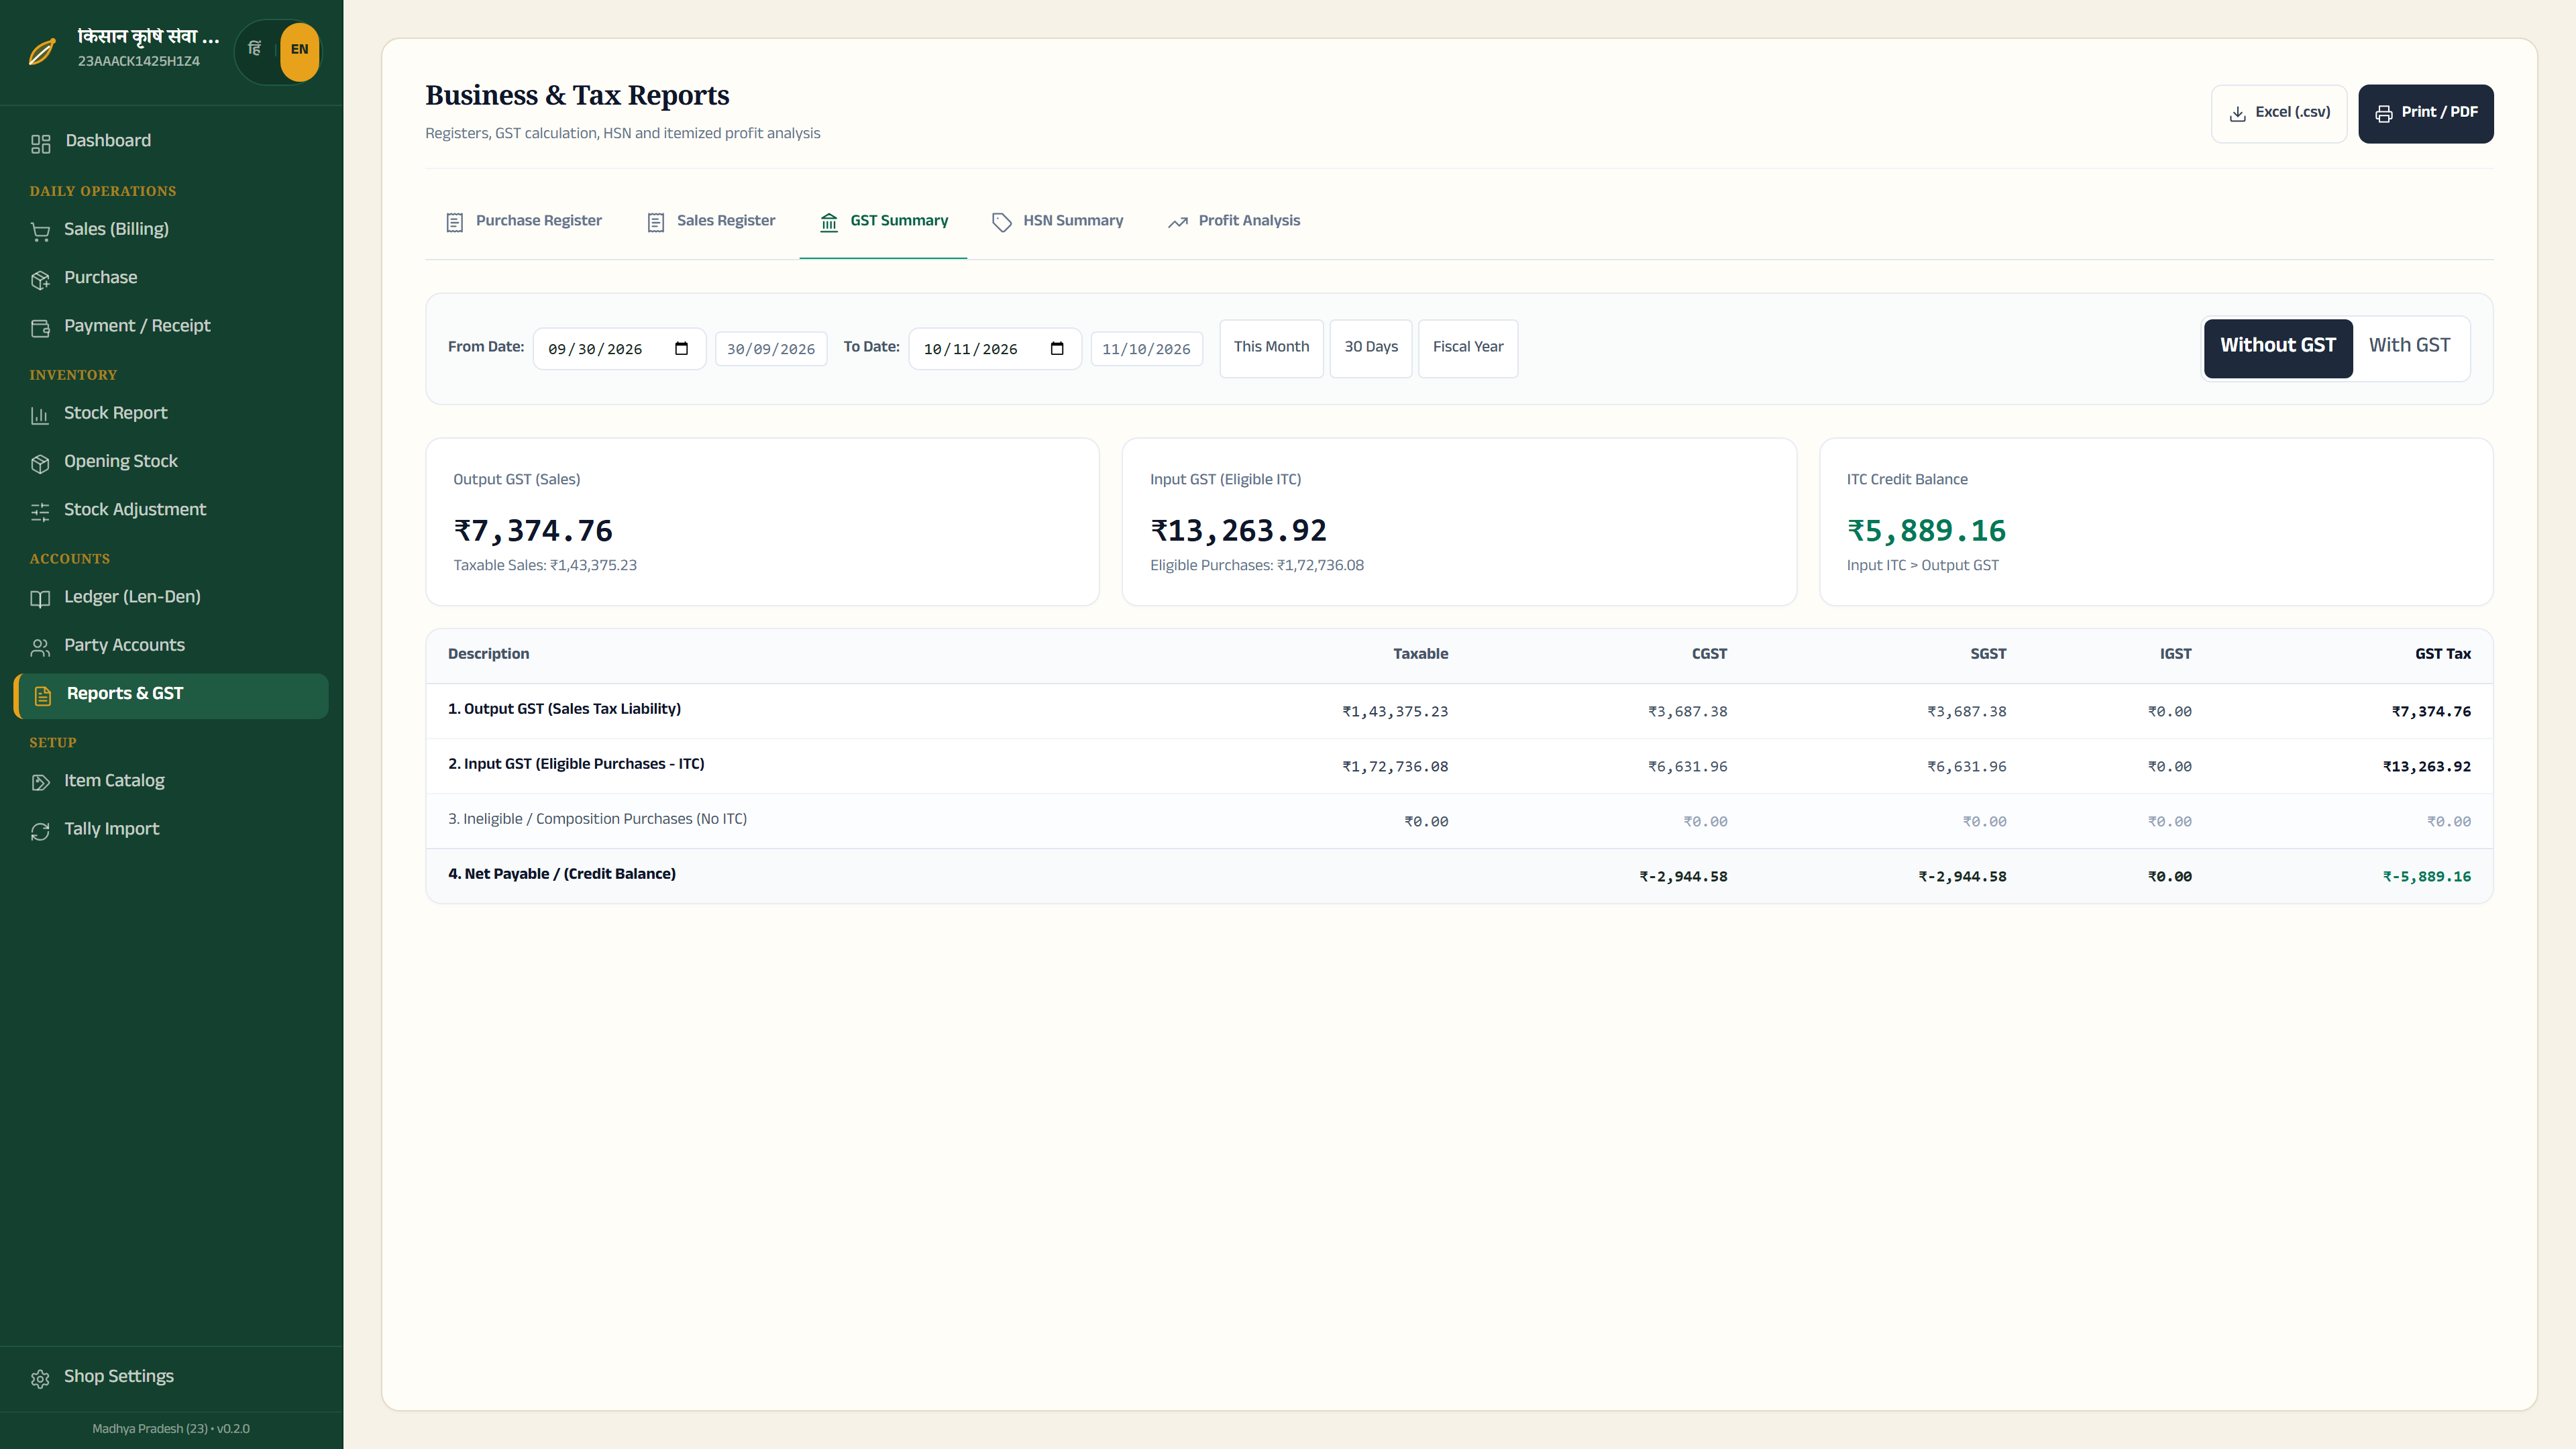 किसान कृषि सेवा ...
23AAACK1425H1Z4
हिं
EN
Dashboard
DAILY OPERATIONS
Sales (Billing)
Purchase
Payment / Receipt
INVENTORY
Stock Report
Opening Stock
Stock Adjustment
ACCOUNTS
Ledger (Len-Den)
Party Accounts
Reports & GST
SETUP
Item Catalog
Tally Import
Shop Settings
Madhya Pradesh (23) • v0.2.0
Business & Tax Reports
Registers, GST calculation, HSN and itemized profit analysis
Excel (.csv)
Print / PDF
Purchase Register
Sales Register
GST Summary
HSN Summary
Profit Analysis
From Date: 09/30/2026 30/09/2026 To Date: 10/11/2026 11/10/2026 This Month 30 Days Fiscal Year
Without GST With GST
Output GST (Sales)
₹7,374.76
Taxable Sales: ₹1,43,375.23
Input GST (Eligible ITC)
₹13,263.92
Eligible Purchases: ₹1,72,736.08
ITC Credit Balance
₹5,889.16
Input ITC > Output GST
Description Taxable CGST SGST IGST GST Tax
1. Output GST (Sales Tax Liability) ₹1,43,375.23 ₹3,687.38 ₹3,687.38 ₹0.00 ₹7,374.76
2. Input GST (Eligible Purchases - ITC) ₹1,72,736.08 ₹6,631.96 ₹6,631.96 ₹0.00 ₹13,263.92
3. Ineligible / Composition Purchases (No ITC) ₹0.00 ₹0.00 ₹0.00 ₹0.00 ₹0.00
4. Net Payable / (Credit Balance) ₹-2,944.58 ₹-2,944.58 ₹0.00 ₹-5,889.16